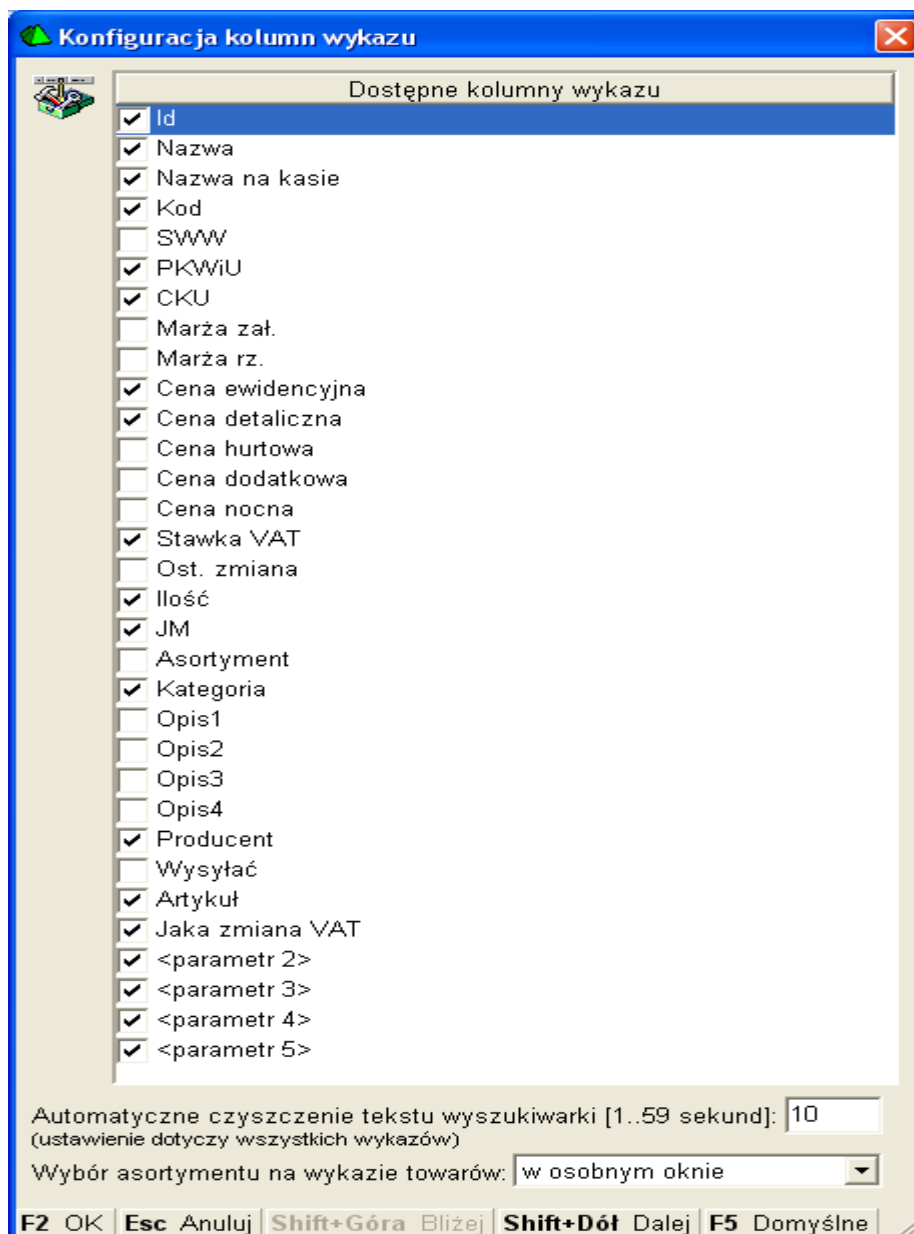 Konfiguracja kolumn wykazu
Dostępne kolumny wykazu
Id
Nazwa
Nazwa na kasie
Kod
SWW
PKWiU
CKU
Marża zał.
Marża rz.
Cena ewidencyjna
Cena detaliczna
Cena hurtowa
Cena dodatkowa
Cena nocna
Stawka VAT
Ost. zmiana
Ilość
JM
Asortyment
Kategoria
Opis1
Opis2
Opis3
Opis4
Producent
Wysyłać
Artykuł
Jaka zmiana VAT
<parametr 2>
<parametr 3>
<parametr 4>
<parametr 5>
Automatyczne czyszczenie tekstu wyszukiwarki [1..59 sekund]: 10
(ustawienie dotyczy wszystkich wykazów)
Wybór asortymentu na wykazie towarów: w osobnym oknie
F2 OK Esc Anuluj Shift+Góra Bliżej Shift+Dół Dalej F5 Domyślne